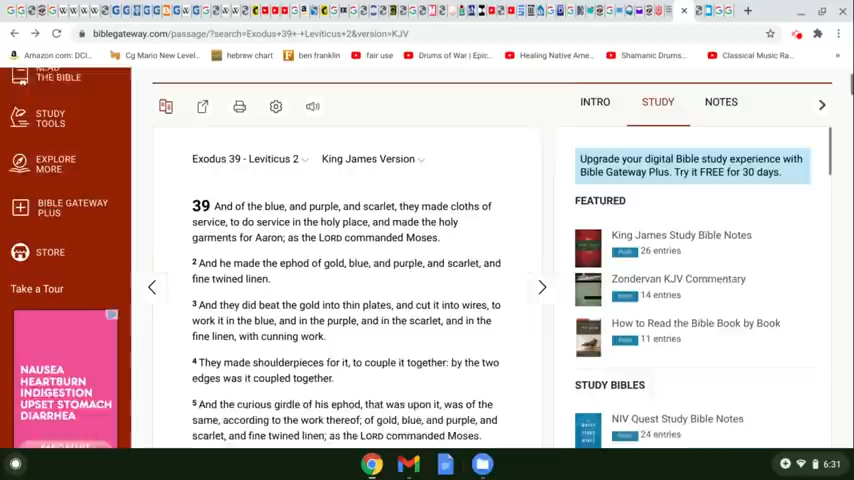 biblegateway.com/passage/?search=Exodus+39+-+Leviticus+2&version=KJV
Amazon.com: DCI... Cg Mario New Level... hebrew chart ben franklin fair use Drums of War | Epic... Healing Native Ame... Shamanic Drums... Classical Music Ra...
READ
THE BIBLE
STUDY
TOOLS
EXPLORE
MORE
BIBLE GATEWAY
PLUS
STORE
Take a Tour
NAUSEA
HEARTBURN
INDIGESTION
UPSET STOMACH
DIARRHEA
Exodus 39 - Leviticus 2 King James Version
39 And of the blue, and purple, and scarlet, they made cloths of
service, to do service in the holy place, and made the holy
garments for Aaron; as the LORD commanded Moses.
2 And he made the ephod of gold, blue, and purple, and scarlet, and
fine twined linen.
3 And they did beat the gold into thin plates, and cut it into wires, to
work it in the blue, and in the purple, and in the scarlet, and in the
fine linen, with cunning work.
4 They made shoulderpieces for it, to couple it together: by the two
edges was it coupled together.
5 And the curious girdle of his ephod, that was upon it, was of the
same, according to the work thereof; of gold, blue, and purple, and
scarlet, and fine twined linen; as the LORD commanded Moses.
INTRO STUDY NOTES
Upgrade your digital Bible study experience with
Bible Gateway Plus. Try it FREE for 30 days.
FEATURED
King James Study Bible Notes
26 entries
Zondervan KJV Commentary
14 entries
How to Read the Bible Book by Book
11 entries
STUDY BIBLES
NIV Quest Study Bible Notes
24 entries
6:31